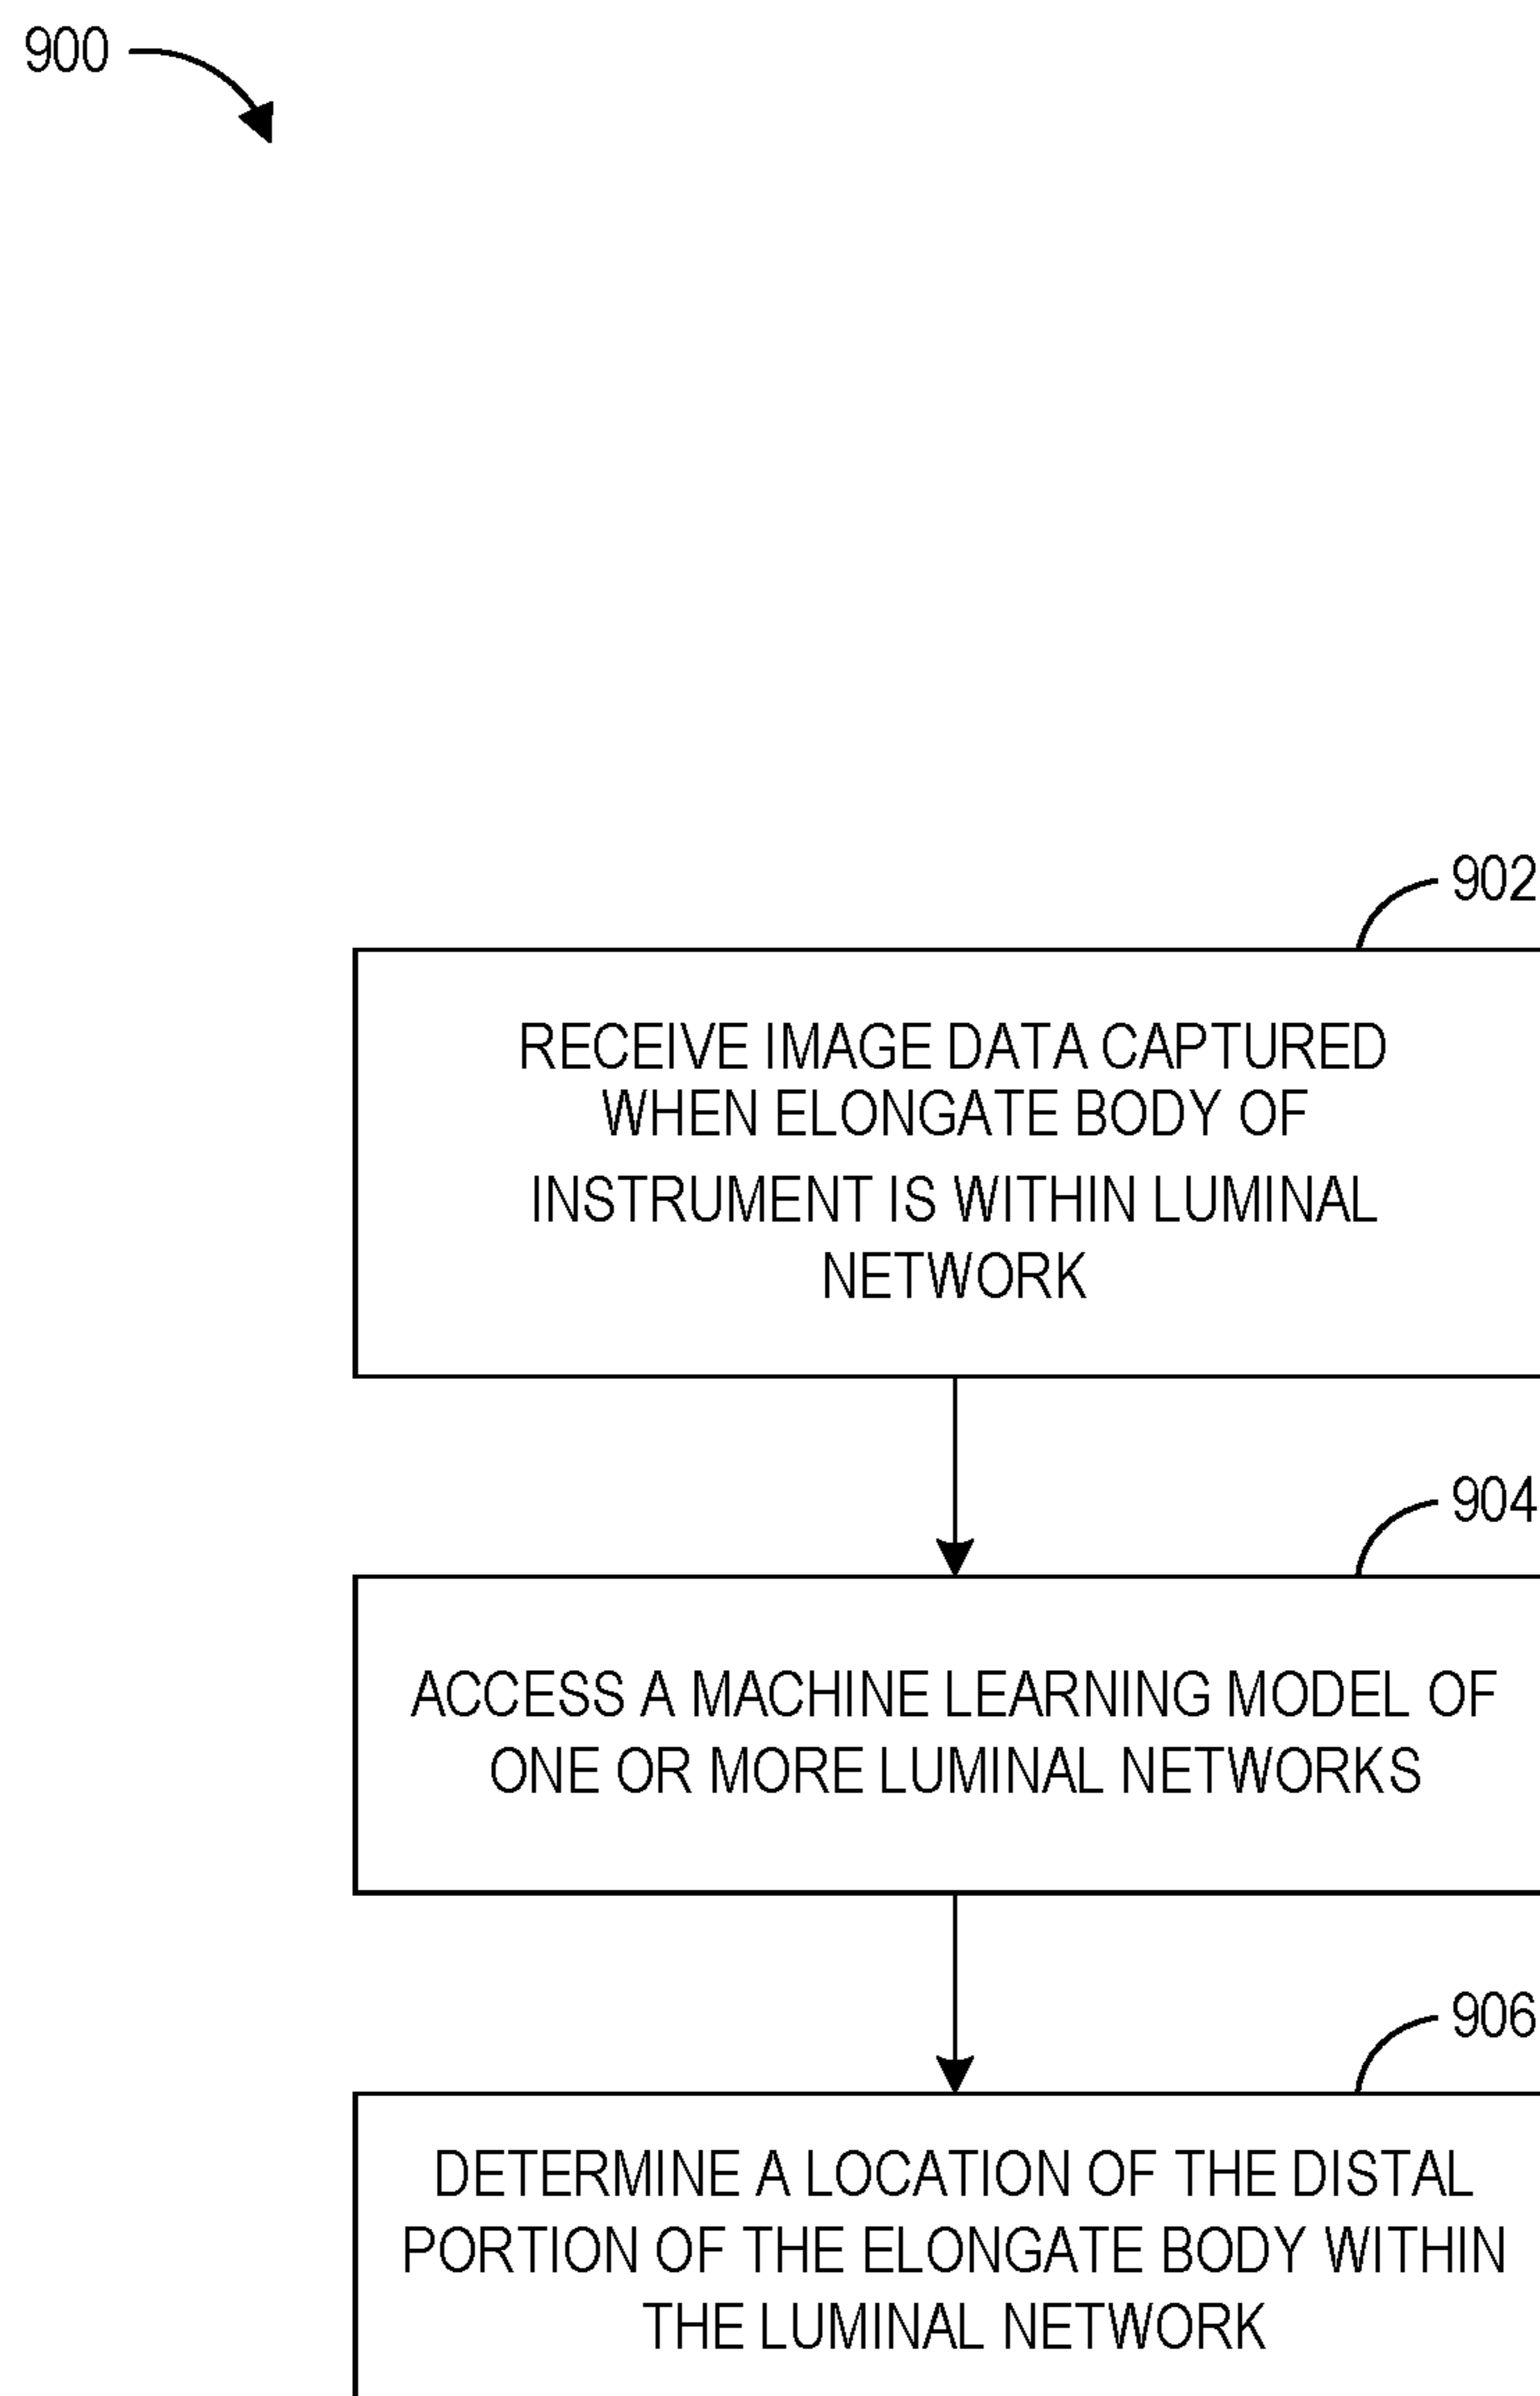 900
902
RECEIVE IMAGE DATA CAPTURED
WHEN ELONGATE BODY OF
INSTRUMENT IS WITHIN LUMINAL
NETWORK
904
ACCESS A MACHINE LEARNING MODEL OF
ONE OR MORE LUMINAL NETWORKS
906
DETERMINE A LOCATION OF THE DISTAL
PORTION OF THE ELONGATE BODY WITHIN
THE LUMINAL NETWORK